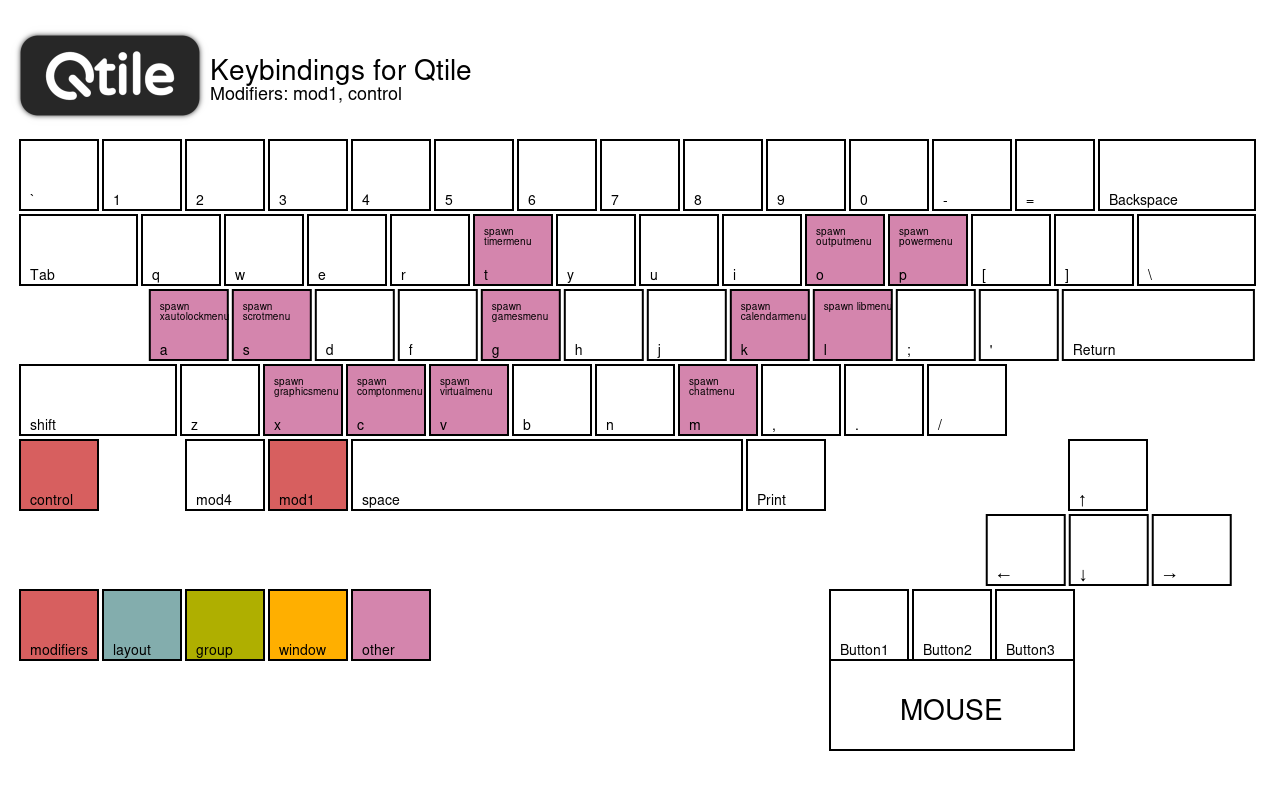 Qtile
Keybindings for Qtile
Modifiers: mod1, control
` 1 2 3 4 5 6 7 8 9 0 - = Backspace
spawn timermenu
spawn outputmenu
spawn powermenu
Tab q w e r t y u i o p [ ] \
spawn xautolockmenu
spawn scrotmenu
spawn gamesmenu
spawn calendarmenu
spawn libmenu
a s d f g h j k l ; ' Return
spawn graphicsmenu
spawn comptonmenu
spawn virtualmenu
spawn chatmenu
shift z x c v b n m , . /
control mod4 mod1 space Print ↑
← ↓ →
modifiers layout group window other Button1 Button2 Button3
MOUSE